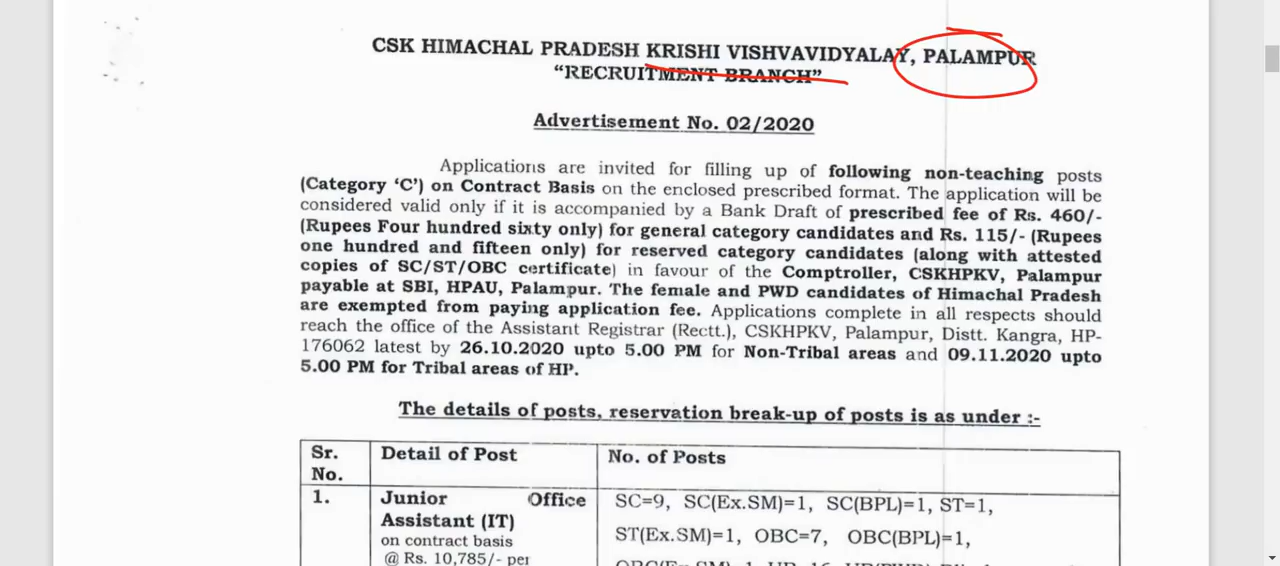 CSK HIMACHAL PRADESH KRISHI VISHVAVIDYALAY, PALAMPUR
“RECRUITMENT BRANCH”
Advertisement No. 02/2020
Applications are invited for filling up of following non-teaching posts
(Category ‘C’) on Contract Basis on the enclosed prescribed format. The application will be
considered valid only if it is accompanied by a Bank Draft of prescribed fee of Rs. 460/-
(Rupees Four hundred sixty only) for general category candidates and Rs. 115/- (Rupees
one hundred and fifteen only) for reserved category candidates (along with attested
copies of SC/ST/OBC certificate) in favour of the Comptroller, CSKHPKV, Palampur
payable at SBI, HPAU, Palampur. The female and PWD candidates of Himachal Pradesh
are exempted from paying application fee. Applications complete in all respects should
reach the office of the Assistant Registrar (Rectt.), CSKHPKV, Palampur, Distt. Kangra, HP-
176062 latest by 26.10.2020 upto 5.00 PM for Non-Tribal areas and 09.11.2020 upto
5.00 PM for Tribal areas of HP.
The details of posts, reservation break-up of posts is as under :-
Sr. No. Detail of Post No. of Posts
1. Junior Office Assistant (IT) on contract basis @ Rs. 10,785/- per
SC=9, SC(Ex.SM)=1, SC(BPL)=1, ST=1,
ST(Ex.SM)=1, OBC=7, OBC(BPL)=1,